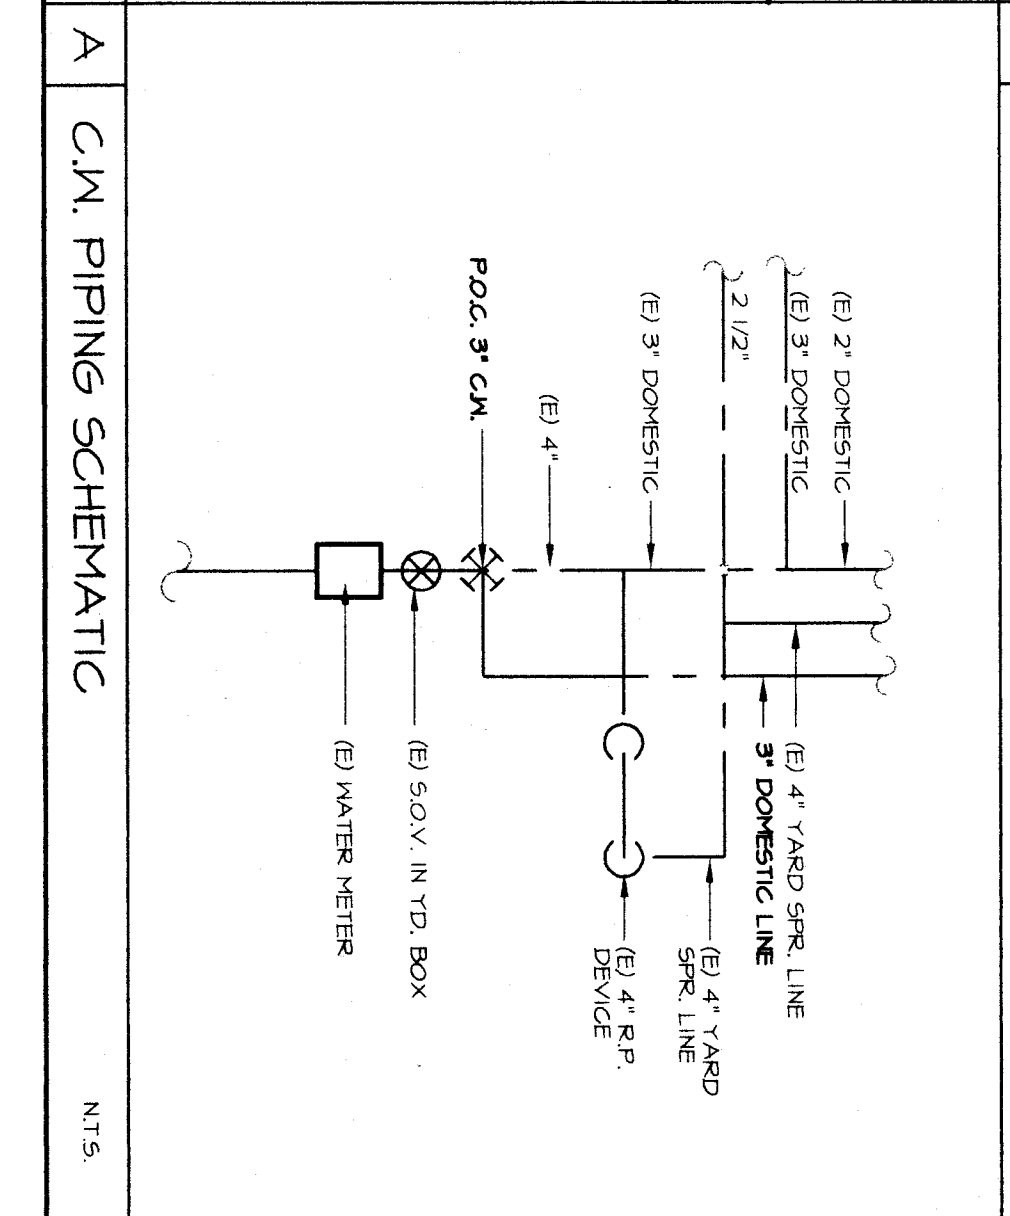 (E) 2" DOMESTIC
(E) 3" DOMESTIC
2 1/2"
(E) 3" DOMESTIC
(E) 4"
P.O.C. 3" C.W.
(E) 4" YARD SPR. LINE
3" DOMESTIC LINE
(E) 4" YARD
SPR. LINE
(E) 4" R.P.
DEVICE
(E) S.O.V. IN YD. BOX
(E) WATER METER
A
C.W. PIPING SCHEMATIC
N.T.S.